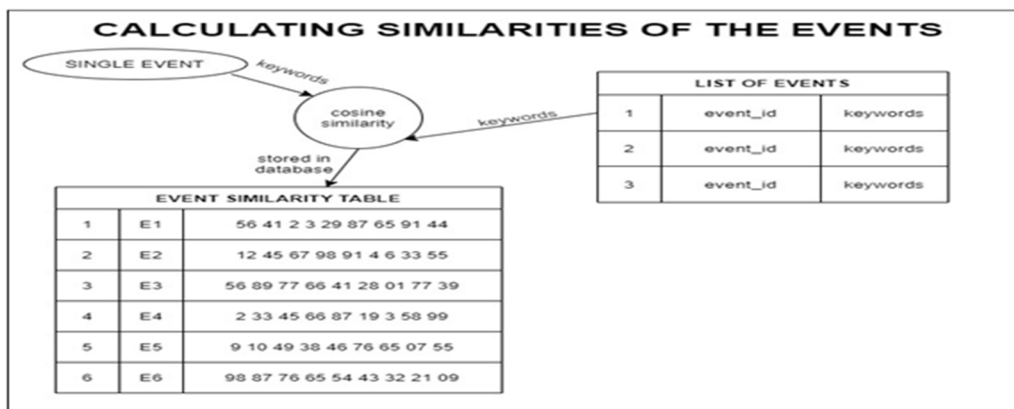 CALCULATING SIMILARITIES OF THE EVENTS
SINGLE EVENT
keywords
cosine
similarity
keywords
LIST OF EVENTS
1 event_id keywords
2 event_id keywords
3 event_id keywords
stored in
database
EVENT SIMILARITY TABLE
1 E1 56 41 2 3 29 87 65 91 44
2 E2 12 45 67 98 91 4 6 33 55
3 E3 56 89 77 66 41 28 01 77 39
4 E4 2 33 45 66 87 19 3 58 99
5 E5 9 10 49 38 46 76 65 07 55
6 E6 98 87 76 65 54 43 32 21 09